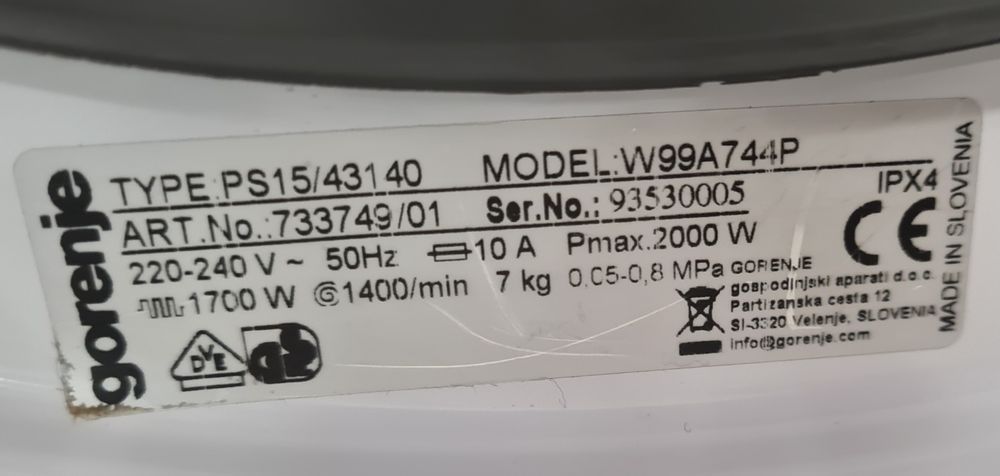 gorenje
TYPE:PS15/43140 MODEL:W99A744P
ART.No.:733749/01 Ser.No.: 93530005 IPX4
220-240 V ~ 50Hz 10 A Pmax.2000 W CE
1700 W 1400/min 7 kg 0,05-0,8 MPa
GORENJE
gospodinjski aparati d.o.o.
Partizanska cesta 12
SI-3320 Velenje, SLOVENIA
info@gorenje.com
DVE GS
MADE IN SLOVENIA